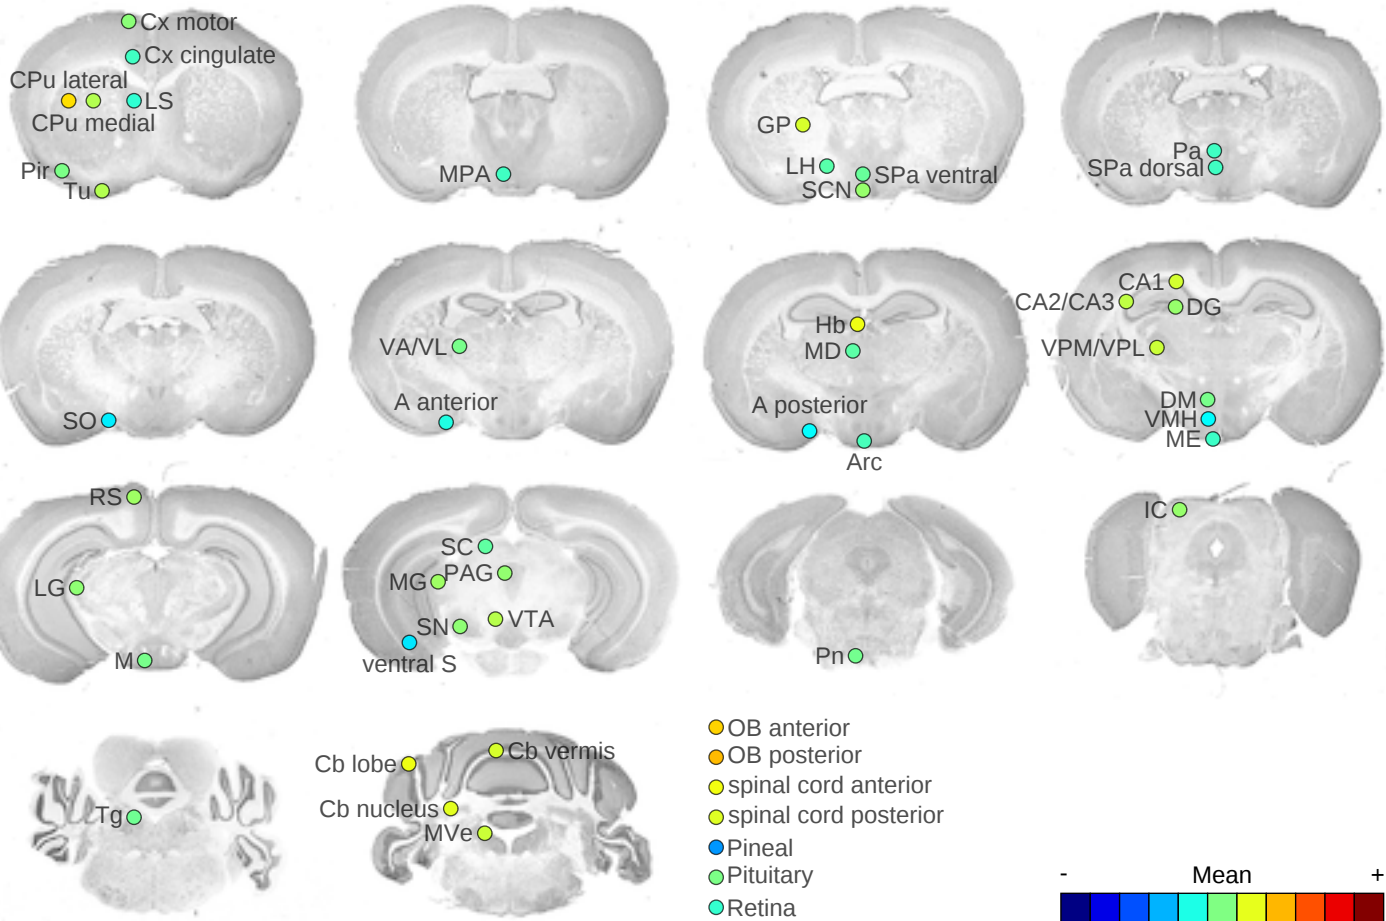 Cx motor
Cx cingulate
CPu lateral
LS
CPu medial
Pir
Tu
MPA
GP
LH
SPa ventral
SCN
Pa
SPa dorsal
SO
VA/VL
A anterior
Hb
MD
A posterior
Arc
CA1
CA2/CA3
DG
VPM/VPL
DM
VMH
ME
RS
LG
M
SC
PAG
MG
SN
VTA
ventral S
Pn
IC
Tg
Cb vermis
Cb lobe
Cb nucleus
MVe
OB anterior
OB posterior
spinal cord anterior
spinal cord posterior
Pineal
Pituitary
Retina
- Mean +